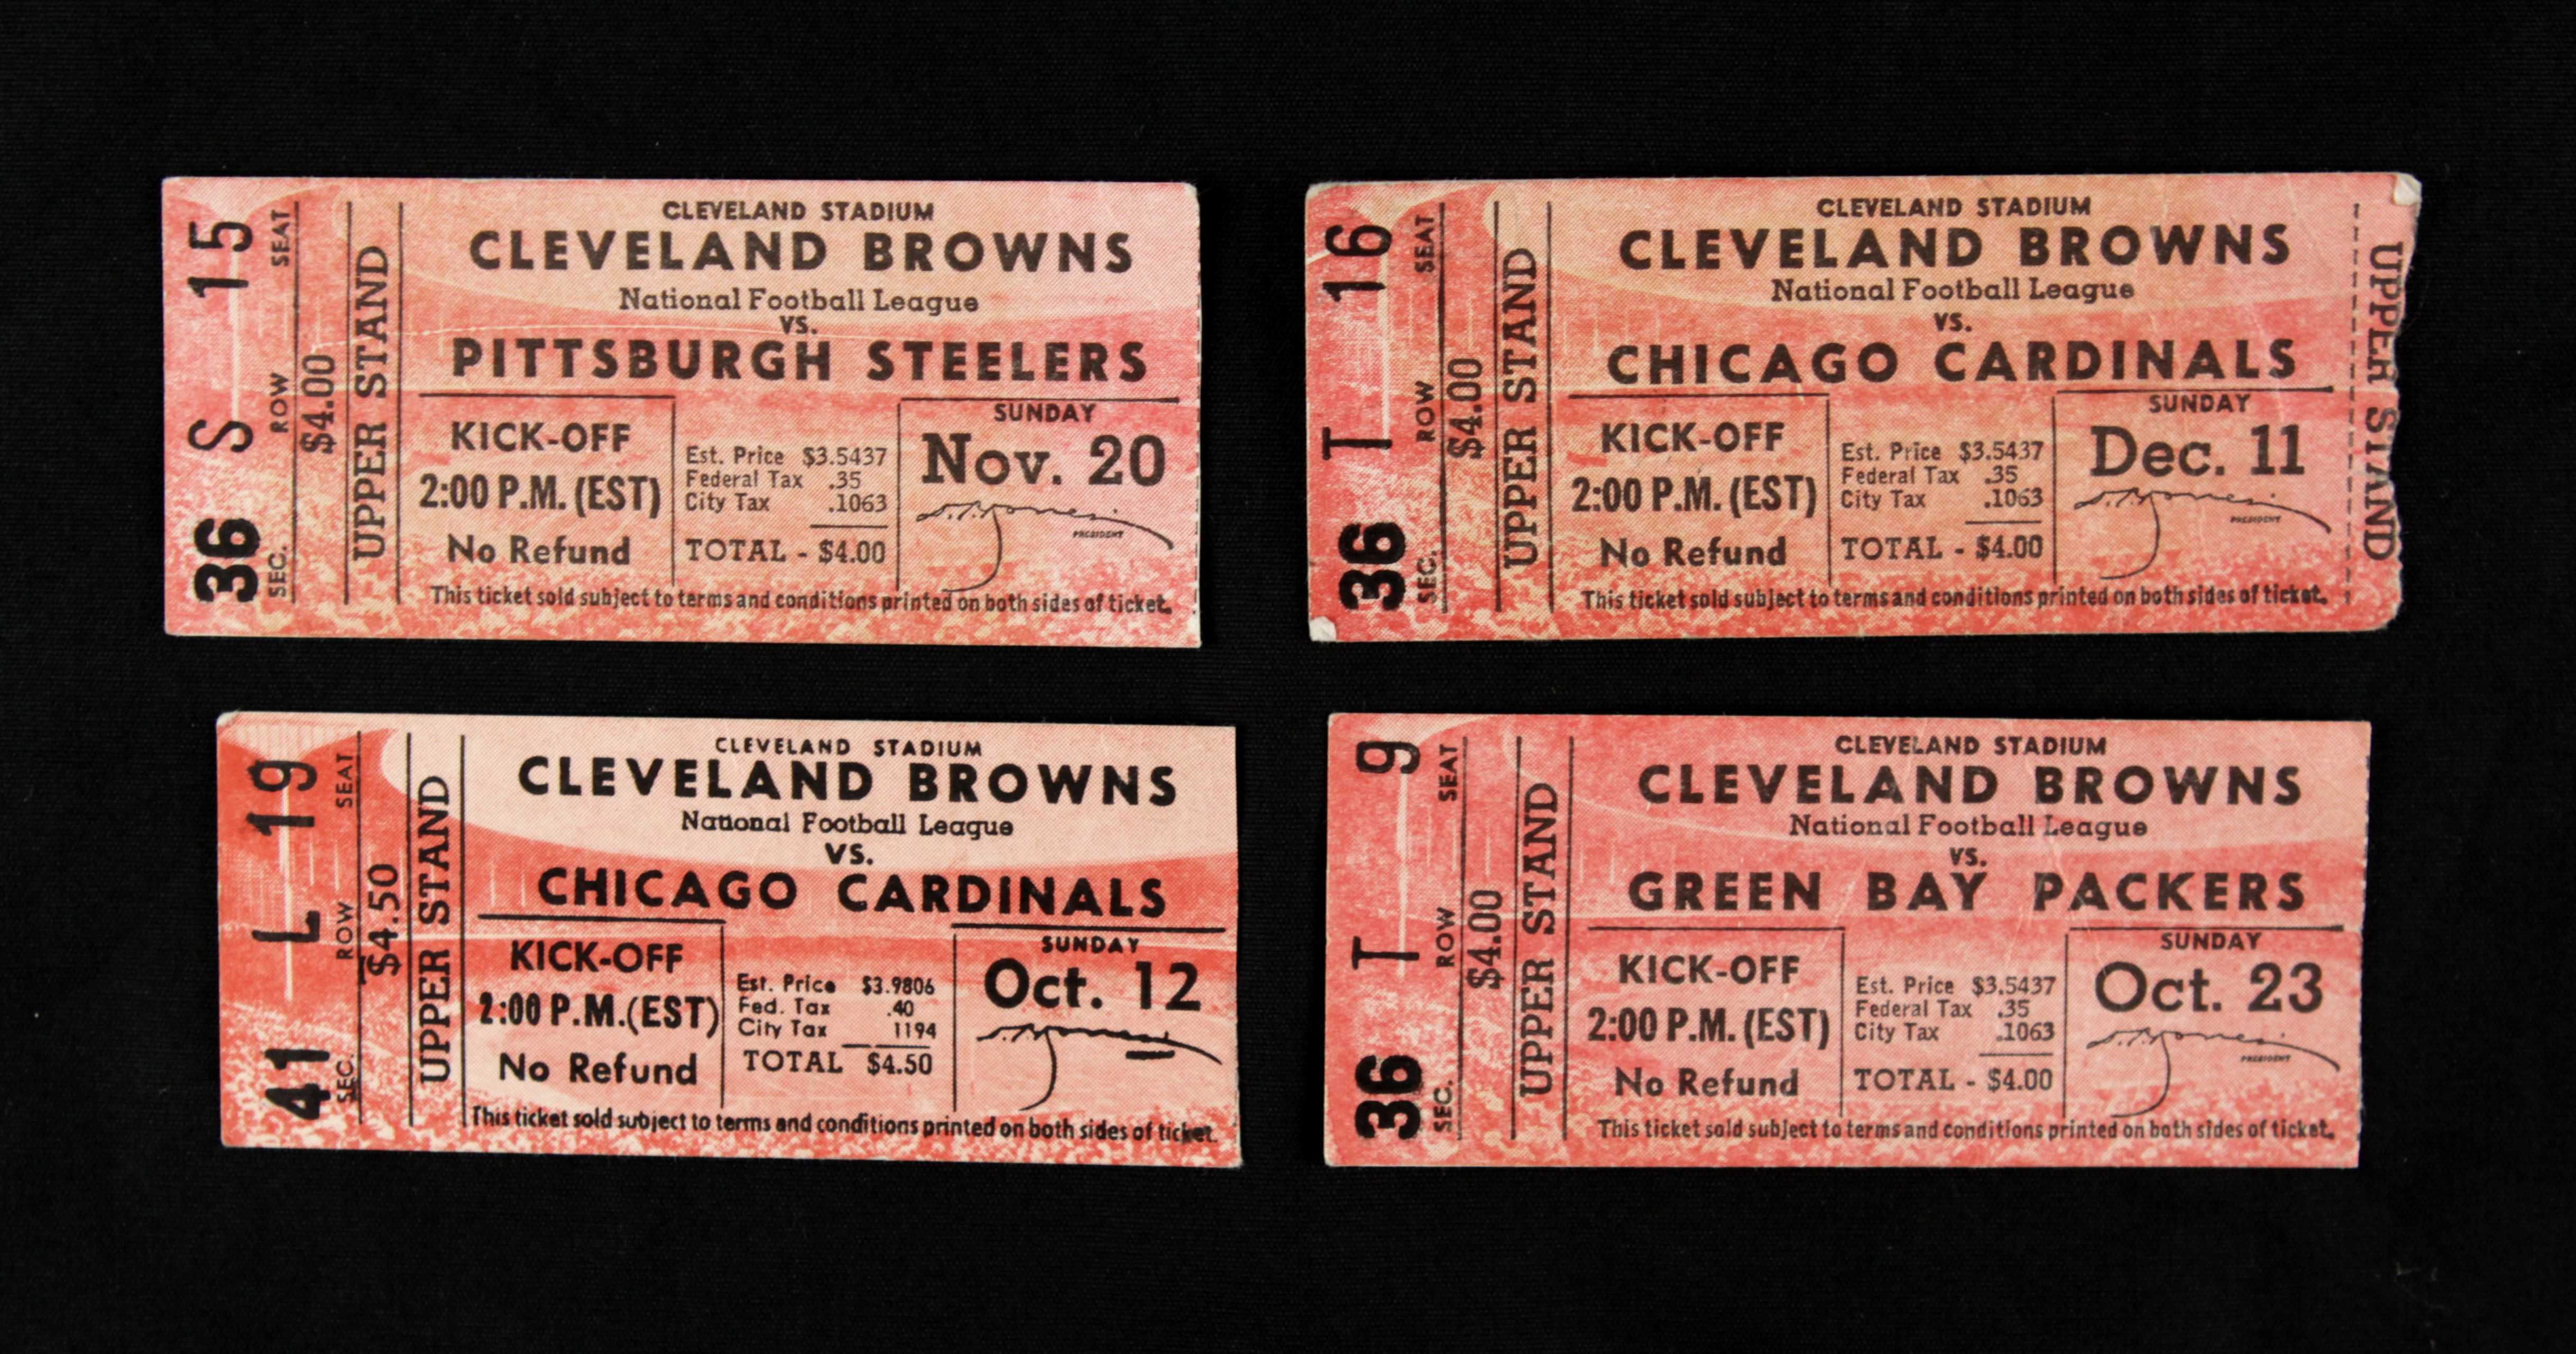 36 S 15
SEC. ROW SEAT
$4.00
UPPER STAND
CLEVELAND STADIUM
CLEVELAND BROWNS
National Football League
VS.
PITTSBURGH STEELERS
KICK-OFF
2:00 P.M. (EST)
No Refund
Est. Price $3.5437
Federal Tax .35
City Tax .1063
TOTAL - $4.00
SUNDAY
Nov. 20
PRESIDENT
This ticket sold subject to terms and conditions printed on both sides of ticket.
36 T 16
SEC. ROW SEAT
$4.00
UPPER STAND
CLEVELAND STADIUM
CLEVELAND BROWNS
National Football League
VS.
CHICAGO CARDINALS
KICK-OFF
2:00 P.M. (EST)
No Refund
Est. Price $3.5437
Federal Tax .35
City Tax .1063
TOTAL - $4.00
SUNDAY
Dec. 11
PRESIDENT
This ticket sold subject to terms and conditions printed on both sides of ticket.
UPPER STAND
41 L 19
SEC. ROW SEAT
$4.50
UPPER STAND
CLEVELAND STADIUM
CLEVELAND BROWNS
National Football League
VS.
CHICAGO CARDINALS
KICK-OFF
2:00 P.M.(EST)
No Refund
Est. Price $3.9806
Fed. Tax .40
City Tax 1194
TOTAL $4.50
SUNDAY
Oct. 12
This ticket sold subject to terms and conditions printed on both sides of ticket.
36 T 9
SEC. ROW SEAT
$4.00
UPPER STAND
CLEVELAND STADIUM
CLEVELAND BROWNS
National Football League
VS.
GREEN BAY PACKERS
KICK-OFF
2:00 P.M. (EST)
No Refund
Est. Price $3.5437
Federal Tax .35
City Tax .1063
TOTAL - $4.00
SUNDAY
Oct. 23
PRESIDENT
This ticket sold subject to terms and conditions printed on both sides of ticket.